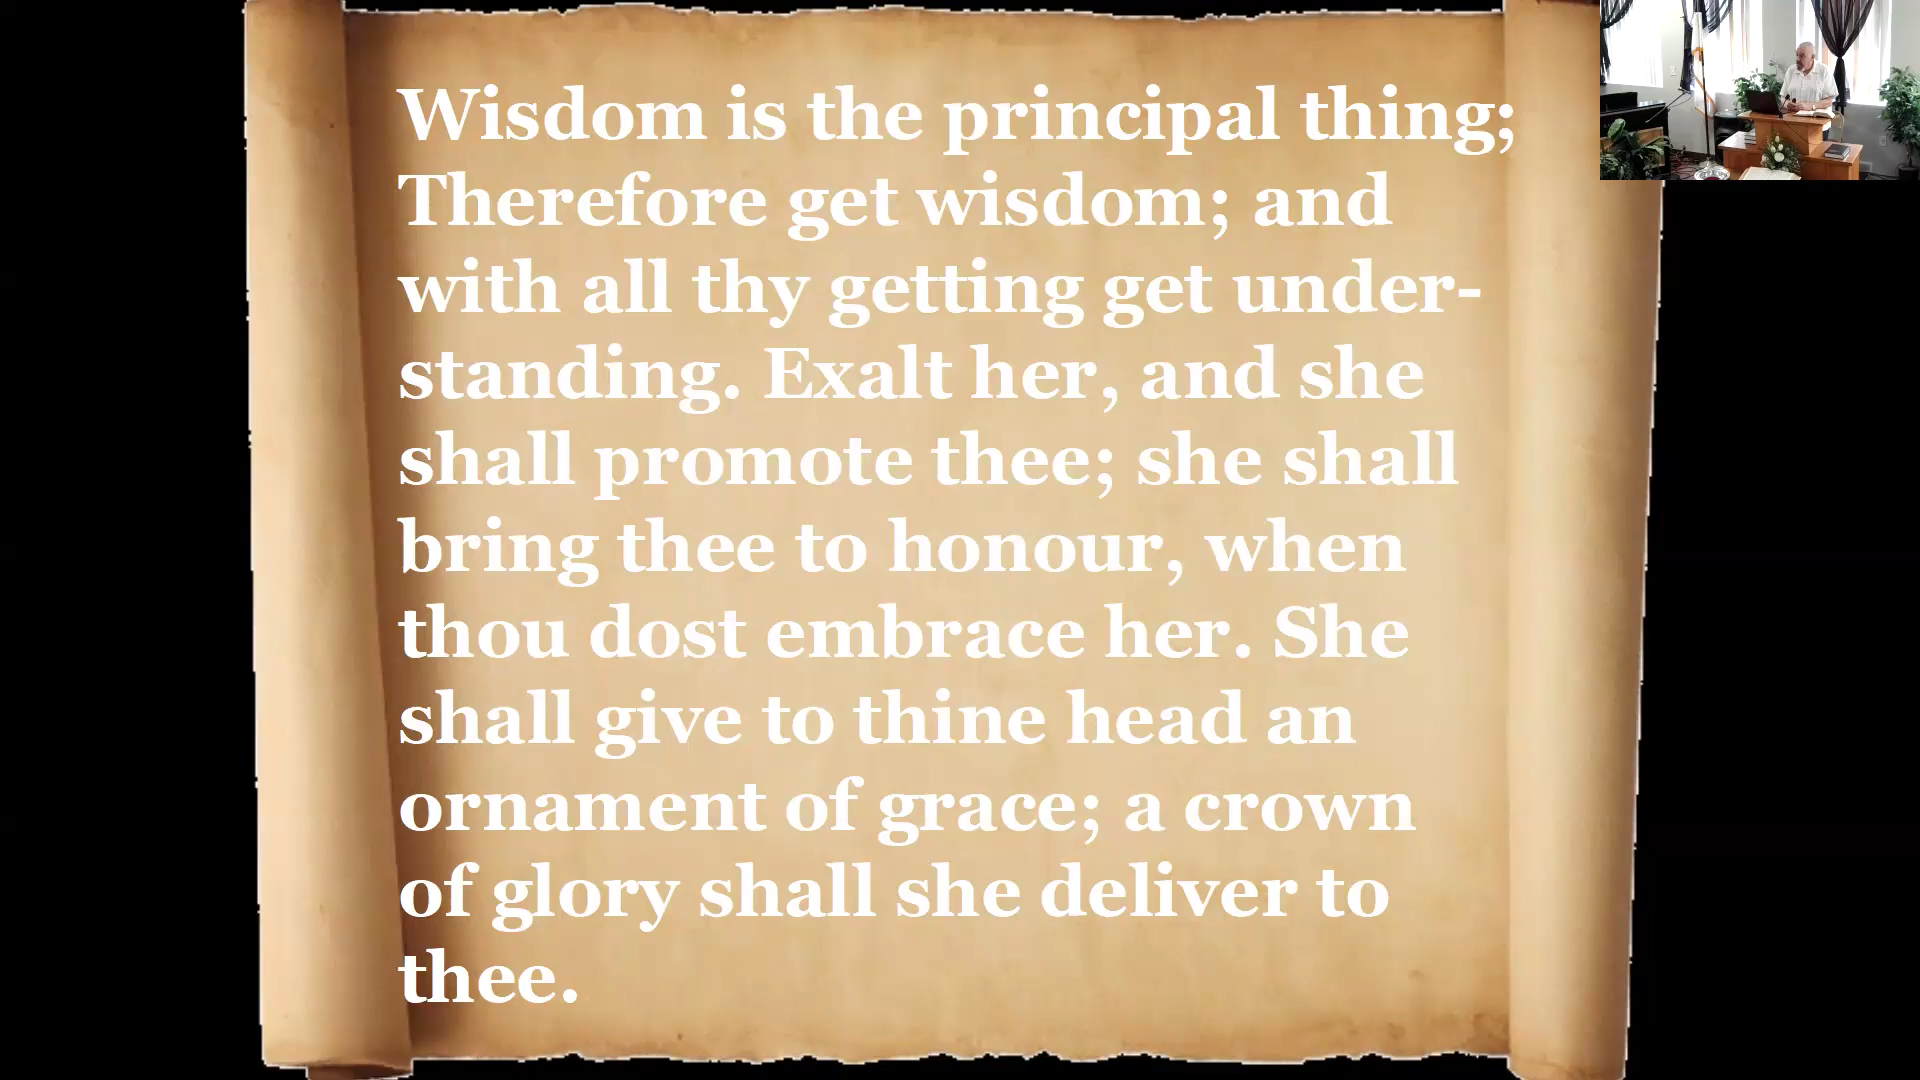 Wisdom is the principal thing;
Therefore get wisdom; and
with all thy getting get under-
standing. Exalt her, and she
shall promote thee; she shall
bring thee to honour, when
thou dost embrace her. She
shall give to thine head an
ornament of grace; a crown
of glory shall she deliver to
thee.